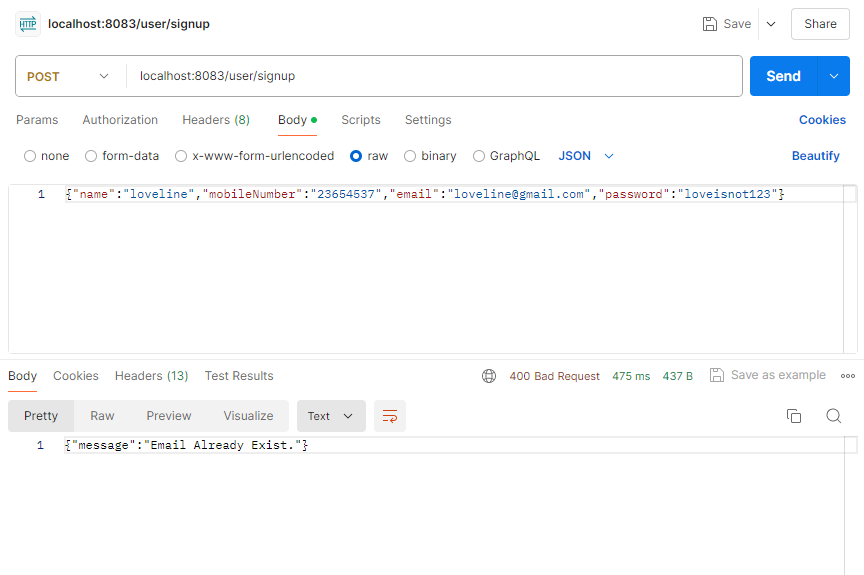 HTTP localhost:8083/user/signup Save Share
POST localhost:8083/user/signup Send
Params Authorization Headers (8) Body Scripts Settings Cookies
none form-data x-www-form-urlencoded raw binary GraphQL JSON Beautify
1 {"name":"loveline","mobileNumber":"23654537","email":"loveline@gmail.com","password":"loveisnot123"}
Body Cookies Headers (13) Test Results 400 Bad Request 475 ms 437 B Save as example
Pretty Raw Preview Visualize Text
1 {"message":"Email Already Exist."}